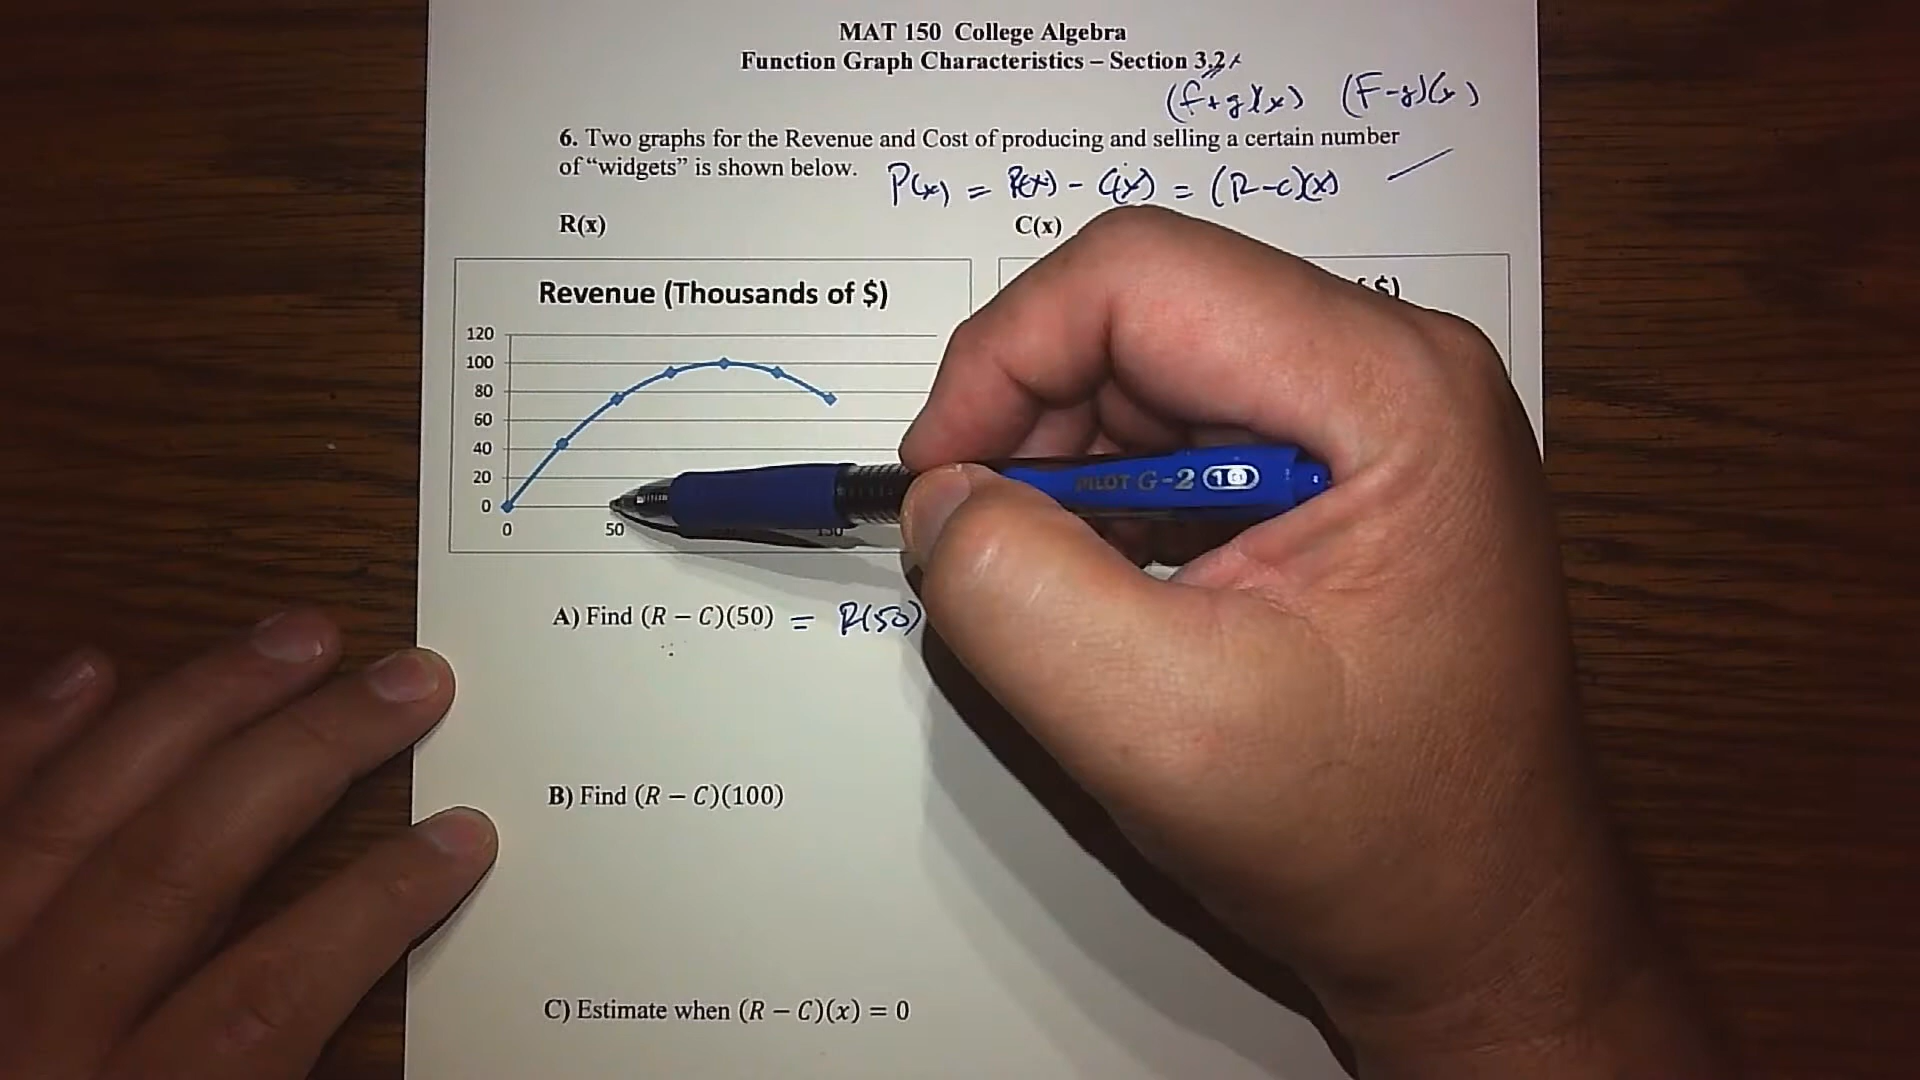 MAT 150 College Algebra
Function Graph Characteristics – Section 3.2
(f+g)(x) (F-g)(x)
6. Two graphs for the Revenue and Cost of producing and selling a certain number
of “widgets” is shown below.
P(x) = R(x) - C(x) = (R-C)(x)
R(x)
C(x)
Revenue (Thousands of $)
$)
120
100
80
60
40
20
0
0 50 150
PILOT G-2 10
A) Find (R – C)(50) = R(50)
B) Find (R – C)(100)
C) Estimate when (R – C)(x) = 0